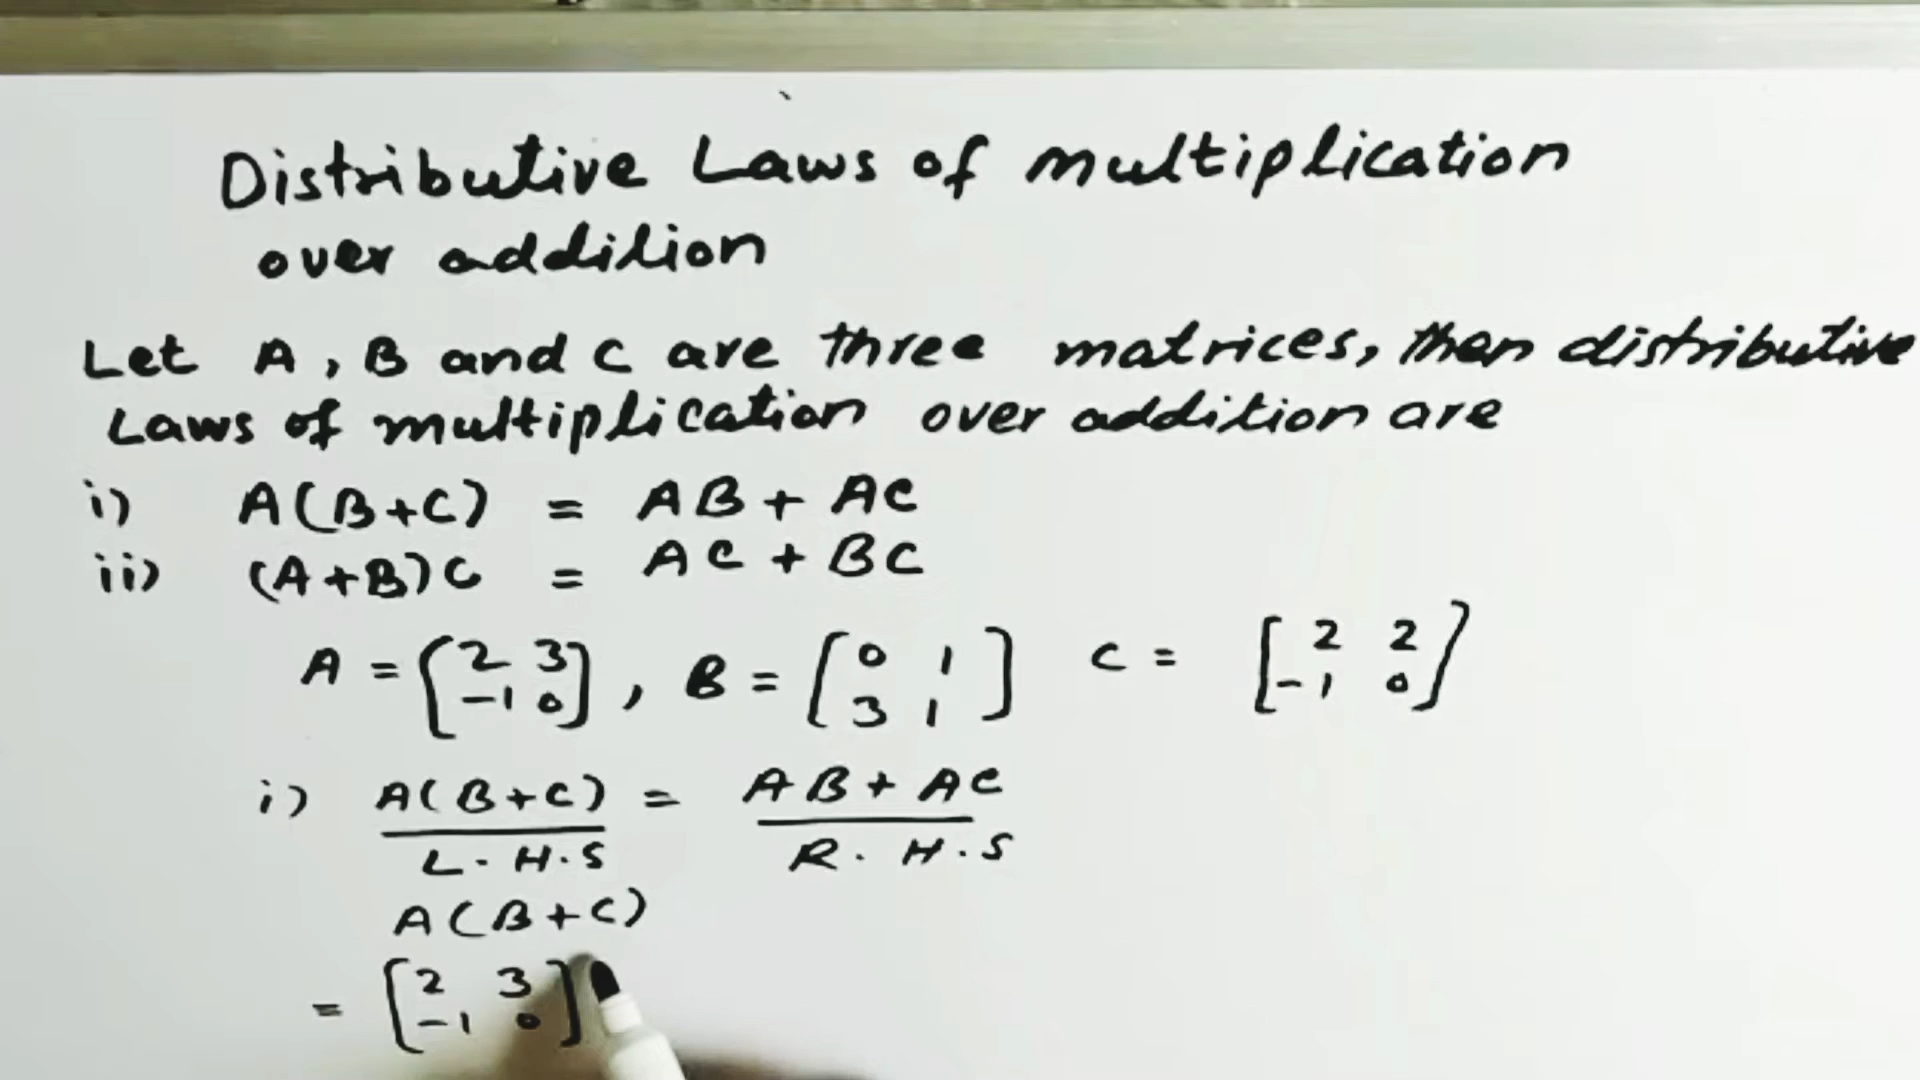 Distributive Laws of multiplication
over addition
Let A, B and C are three matrices, then distributive
Laws of multiplication over addition are
i) A(B+C) = AB + AC
ii) (A+B)C = AC + BC
A = [2 3], B = [0 1] C = [2 2]
[-1 0] [3 1] [-1 0]
i) A(B+C) = AB + AC
L.H.S R.H.S
A(B+C)
= [2 3]
[-1 0]